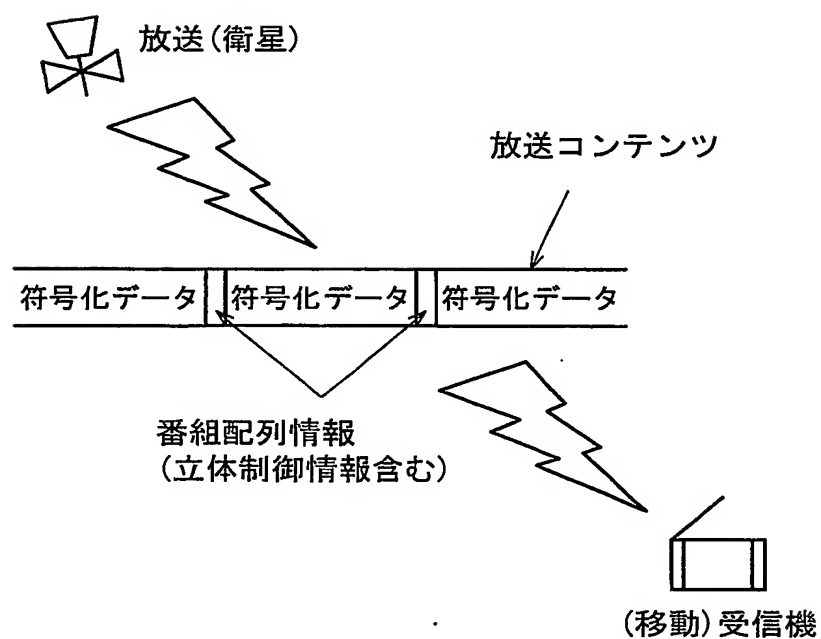 放送(衛星)
放送コンテンツ
符号化データ 符号化データ 符号化データ
番組配列情報
(立体制御情報含む)
(移動)受信機